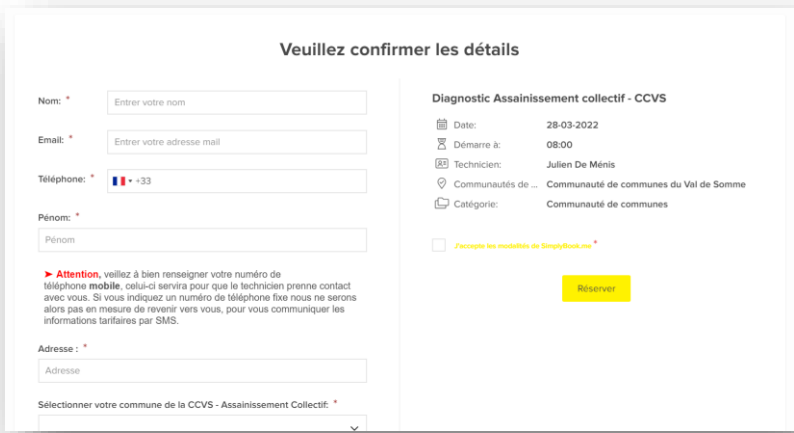 Veuillez confirmer les détails
Nom: *
Entrer votre nom
Email: *
Entrer votre adresse mail
Téléphone: *
+33
Pénom: *
Pénom
➤ Attention, veillez à bien renseigner votre numéro de
téléphone mobile, celui-ci servira pour que le technicien prenne contact
avec vous. Si vous indiquez un numéro de téléphone fixe nous ne serons
alors pas en mesure de revenir vers vous, pour vous communiquer les
informations tarifaires par SMS.
Adresse : *
Adresse
Sélectionner votre commune de la CCVS - Assainissement Collectif: *
Diagnostic Assainissement collectif - CCVS
Date: 28-03-2022
Démarre à: 08:00
Technicien: Julien De Ménis
Communautés de ... Communauté de communes du Val de Somme
Catégorie: Communauté de communes
J'accepte les modalités de SimplyBook.me *
Réserver